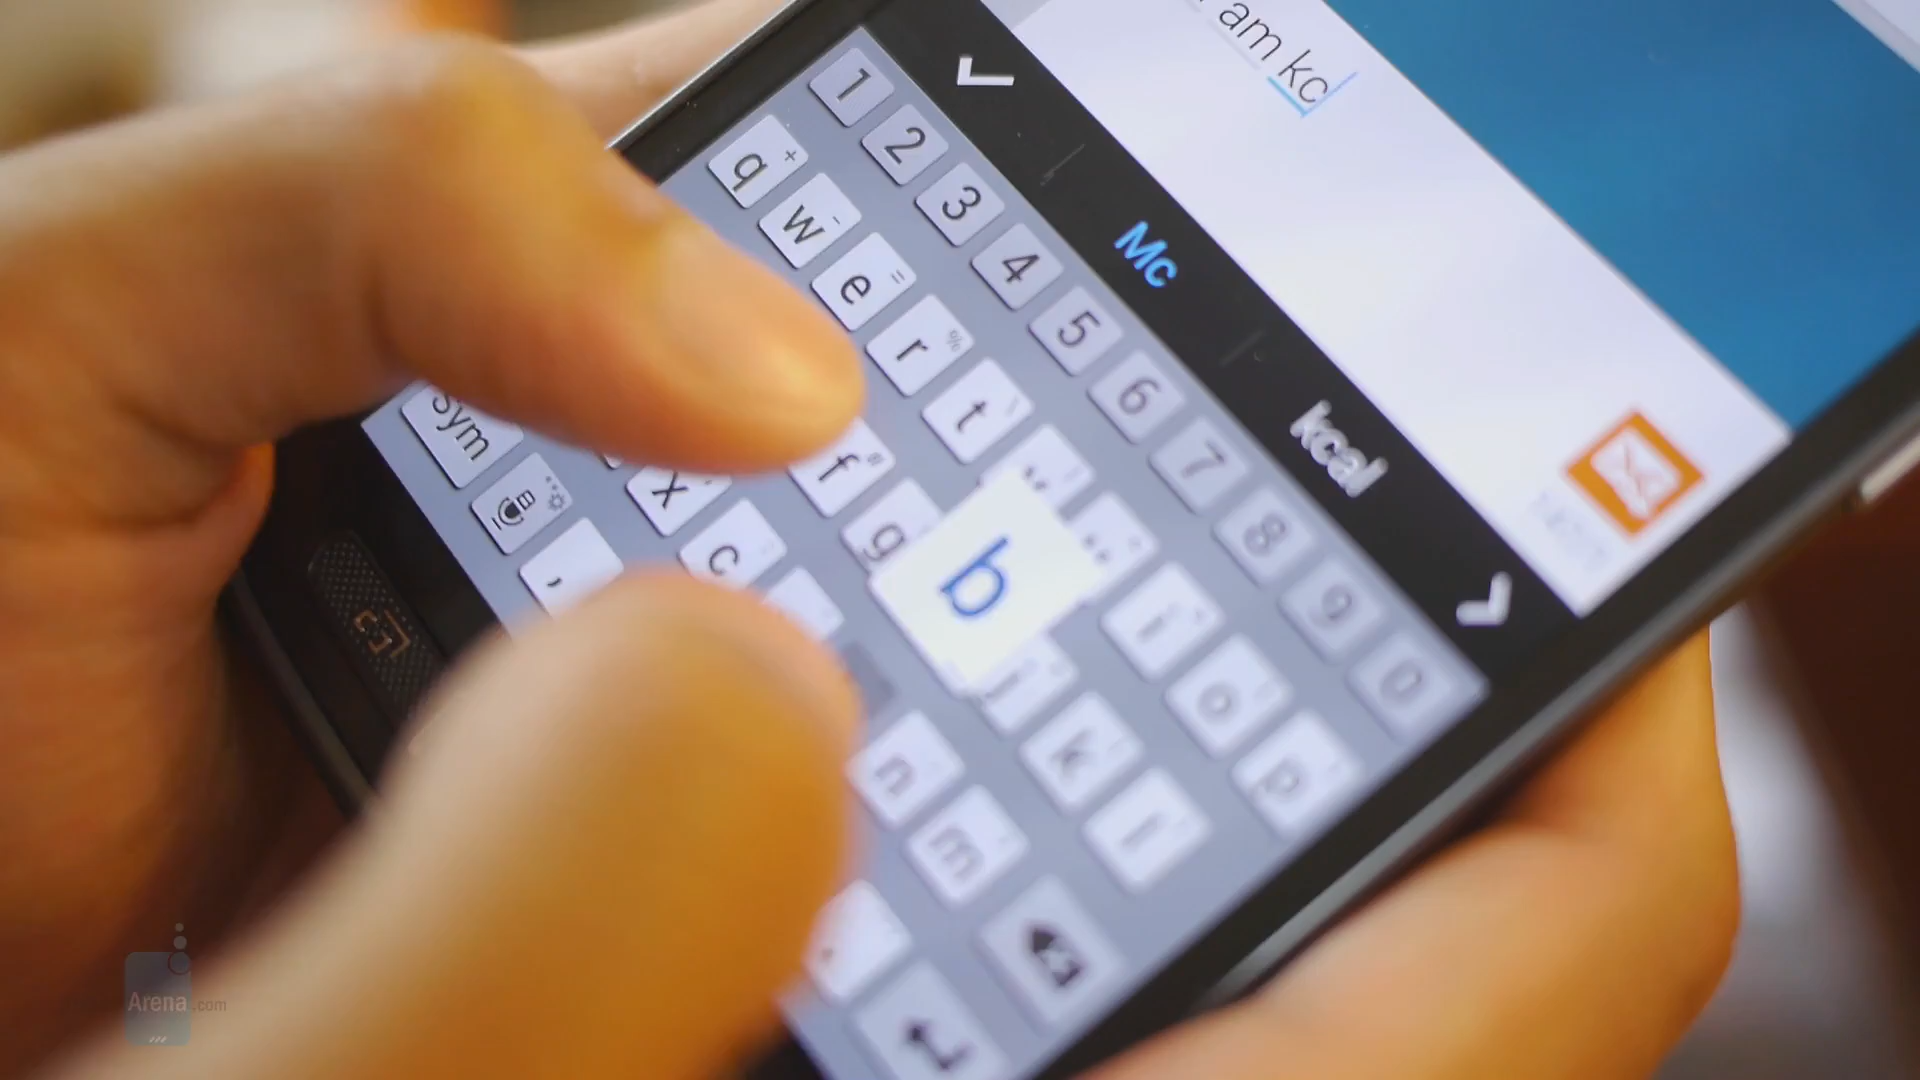 am kc
Mc
kcal
1 2 3 4 5 6 7 8 9 0
q w e r t i o p
f g k l
x c b n m
Sym , .
Arena.com